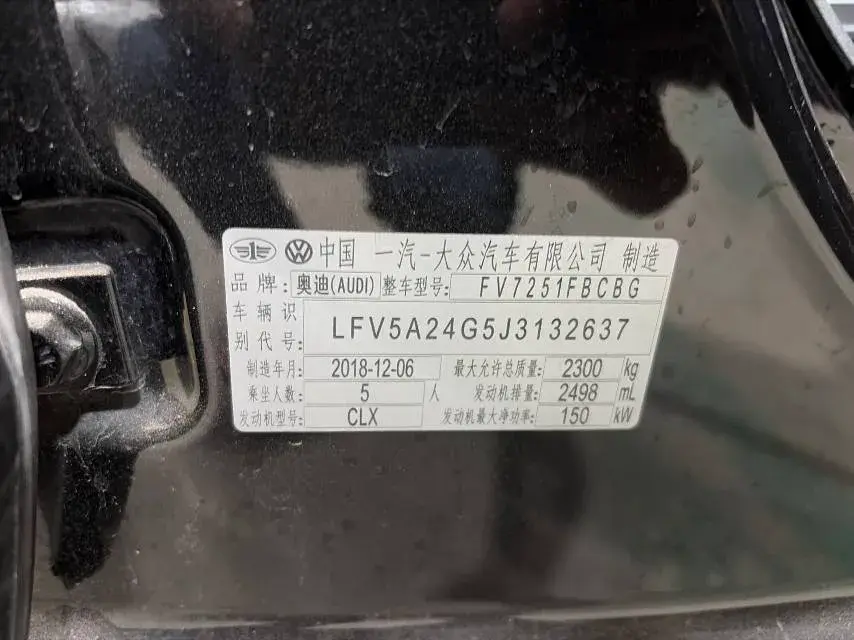 中国 一汽-大众汽车有限公司 制造
品牌: 奥迪(AUDI) 整车型号: FV7251FBCBG
车辆识别代号: LFV5A24G5J3132637
制造年月: 2018-12-06 最大允许总质量: 2300 kg
乘坐人数: 5 人 发动机排量: 2498 mL
发动机型号: CLX 发动机最大净功率: 150 kW